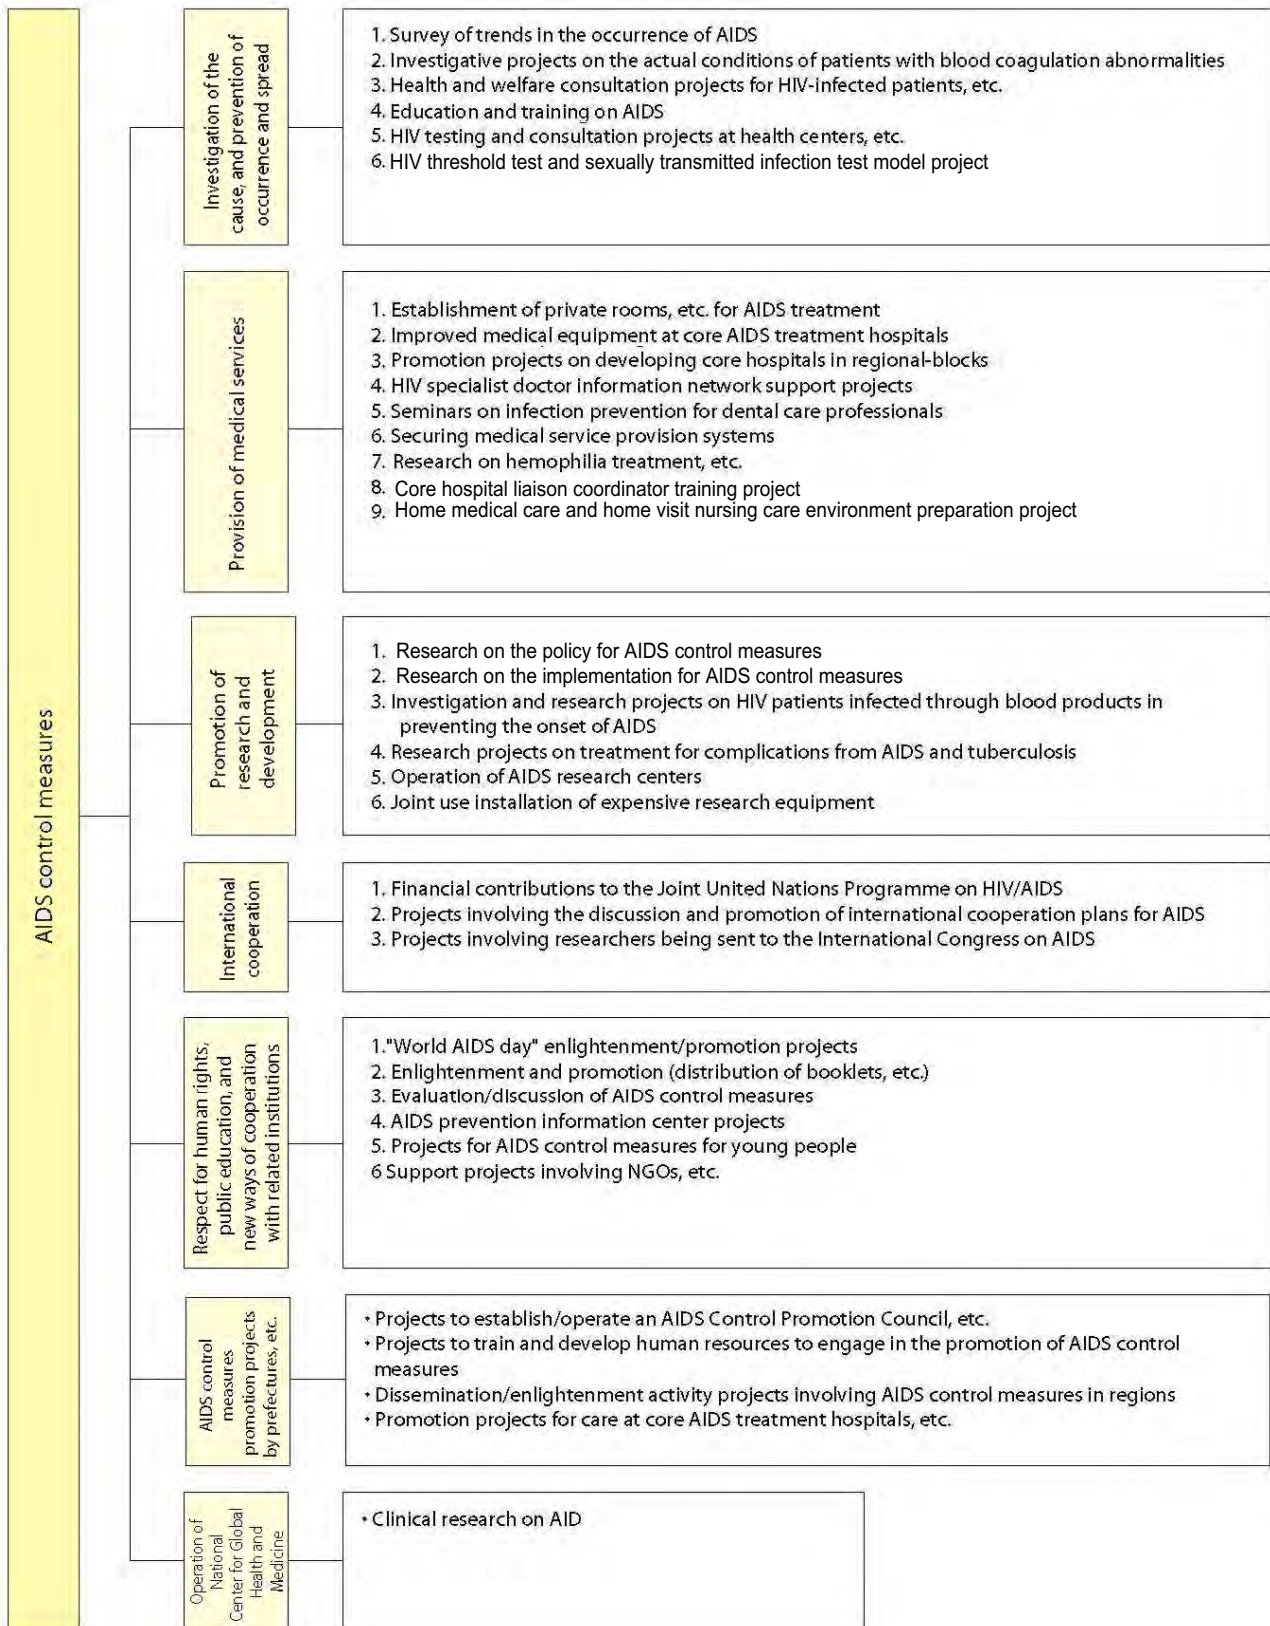 AIDS control measures
Investigation of the
cause, and prevention of
occurrence and spread
1. Survey of trends in the occurrence of AIDS
2. Investigative projects on the actual conditions of patients with blood coagulation abnormalities
3. Health and welfare consultation projects for HIV-infected patients, etc.
4. Education and training on AIDS
5. HIV testing and consultation projects at health centers, etc.
6. HIV threshold test and sexually transmitted infection test model project
Provision of medical services
1. Establishment of private rooms, etc. for AIDS treatment
2. Improved medical equipment at core AIDS treatment hospitals
3. Promotion projects on developing core hospitals in regional-blocks
4. HIV specialist doctor information network support projects
5. Seminars on infection prevention for dental care professionals
6. Securing medical service provision systems
7. Research on hemophilia treatment, etc.
8. Core hospital liaison coordinator training project
9. Home medical care and home visit nursing care environment preparation project
Promotion of
research and
development
1. Research on the policy for AIDS control measures
2. Research on the implementation for AIDS control measures
3. Investigation and research projects on HIV patients infected through blood products in
preventing the onset of AIDS
4. Research projects on treatment for complications from AIDS and tuberculosis
5. Operation of AIDS research centers
6. Joint use installation of expensive research equipment
International
cooperation
1. Financial contributions to the Joint United Nations Programme on HIV/AIDS
2. Projects involving the discussion and promotion of international cooperation plans for AIDS
3. Projects involving researchers being sent to the International Congress on AIDS
Respect for human rights,
public education, and
new ways of cooperation
with related institutions
1."World AIDS day" enlightenment/promotion projects
2. Enlightenment and promotion (distribution of booklets, etc.)
3. Evaluation/discussion of AIDS control measures
4. AIDS prevention information center projects
5. Projects for AIDS control measures for young people
6 Support projects involving NGOs, etc.
AIDS control
measures
promotion projects
by prefectures, etc.
• Projects to establish/operate an AIDS Control Promotion Council, etc.
• Projects to train and develop human resources to engage in the promotion of AIDS control
measures
• Dissemination/enlightenment activity projects involving AIDS control measures in regions
• Promotion projects for care at core AIDS treatment hospitals, etc.
Operation of
National
Center for Global
Health and
Medicine
• Clinical research on AID